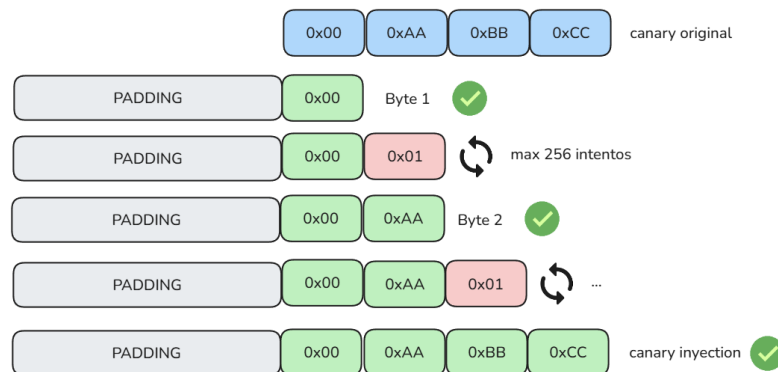 0x00 0xAA 0xBB 0xCC canary original
PADDING 0x00 Byte 1
PADDING 0x00 0x01 max 256 intentos
PADDING 0x00 0xAA Byte 2
PADDING 0x00 0xAA 0x01 ...
PADDING 0x00 0xAA 0xBB 0xCC canary inyection